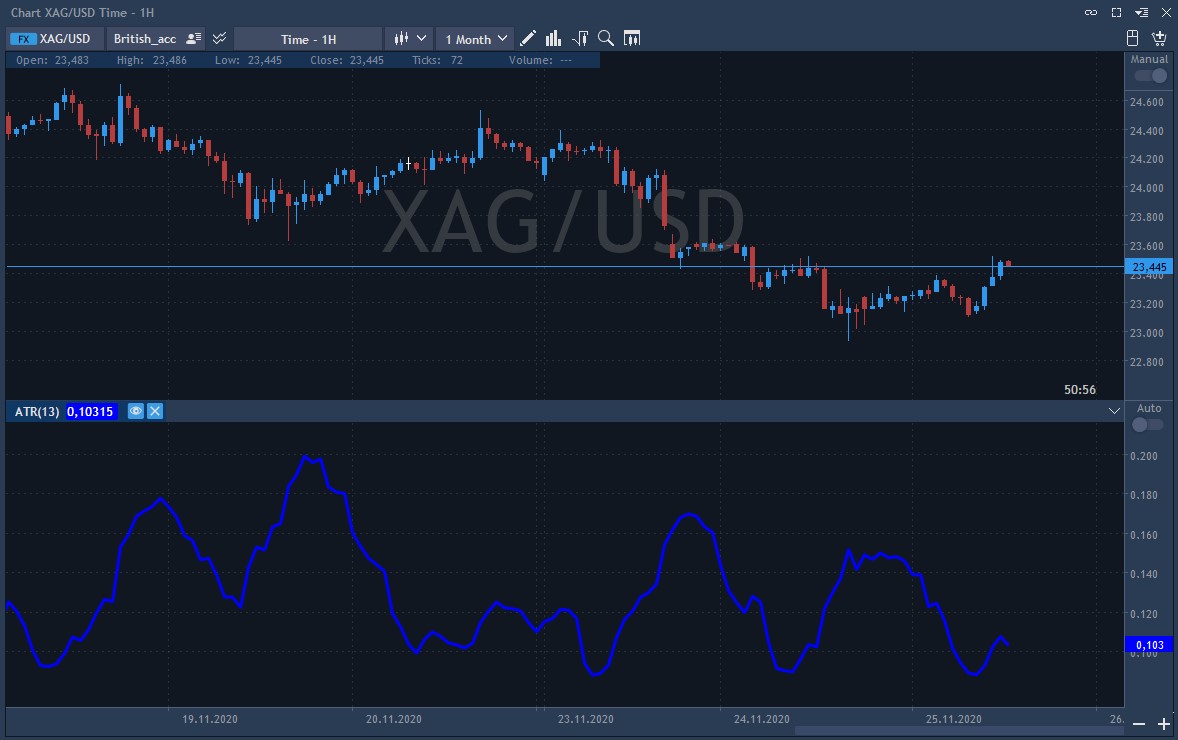 Chart XAG/USD Time - 1H
FX XAG/USD British_acc Time - 1H 1 Month
Open: 23,483 High: 23,486 Low: 23,445 Close: 23,445 Ticks: 72 Volume: ---
Manual
24.600
24.400
24.200
24.000
23.800
XAG/USD
23.600
23,445
23.400
23.200
23.000
22.800
50:56
ATR(13) 0,10315
Auto
0.200
0.180
0.160
0.140
0.120
0,103
0.100
19.11.2020 20.11.2020 23.11.2020 24.11.2020 25.11.2020 26.